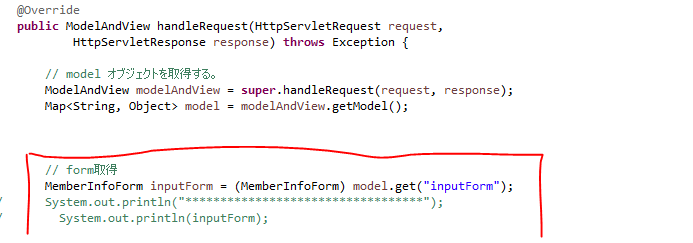 @Override
public ModelAndView handleRequest(HttpServletRequest request,
HttpServletResponse response) throws Exception {
// model オブジェクトを取得する。
ModelAndView modelAndView = super.handleRequest(request, response);
Map<String, Object> model = modelAndView.getModel();
// form取得
MemberInfoForm inputForm = (MemberInfoForm) model.get("inputForm");
/ System.out.println("**********************************");
/ System.out.println(inputForm);